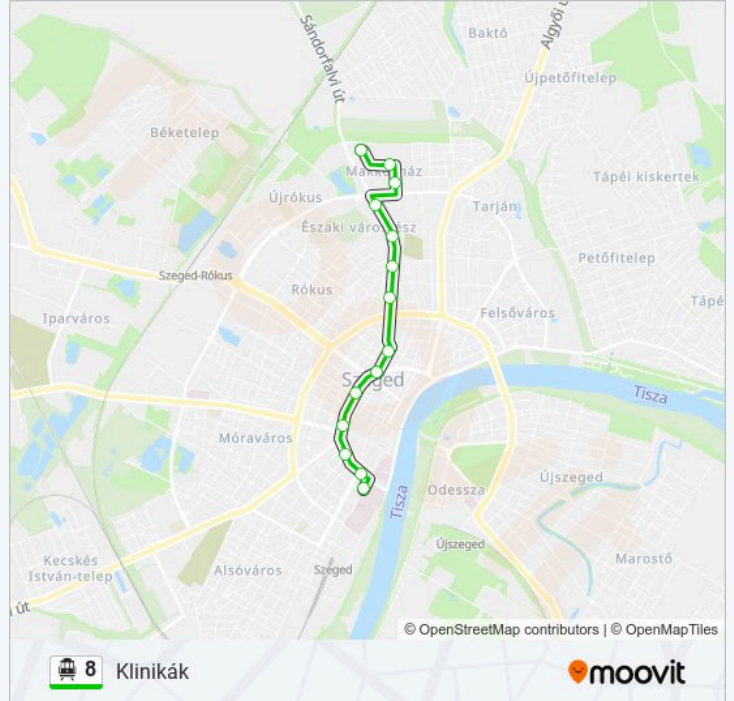 Sándorfalvi út
Baktó
Algyői
Újpetőfitelep
Béketelep
Makkosház
Tápéi kiskertek
Újrókus
Tarján
Északi városrész
Petőfitelep
Szeged-Rókus
Rókus
Tápé
Iparváros
Felsőváros
Szeged
Tisza
Móraváros
Újszeged
Odessza
Tisza
Újszeged
Marostő
Kecskés
István-telep
Alsóváros
Szeged
út
© OpenStreetMap contributors | © OpenMapTiles
8 Klinikák
moovit